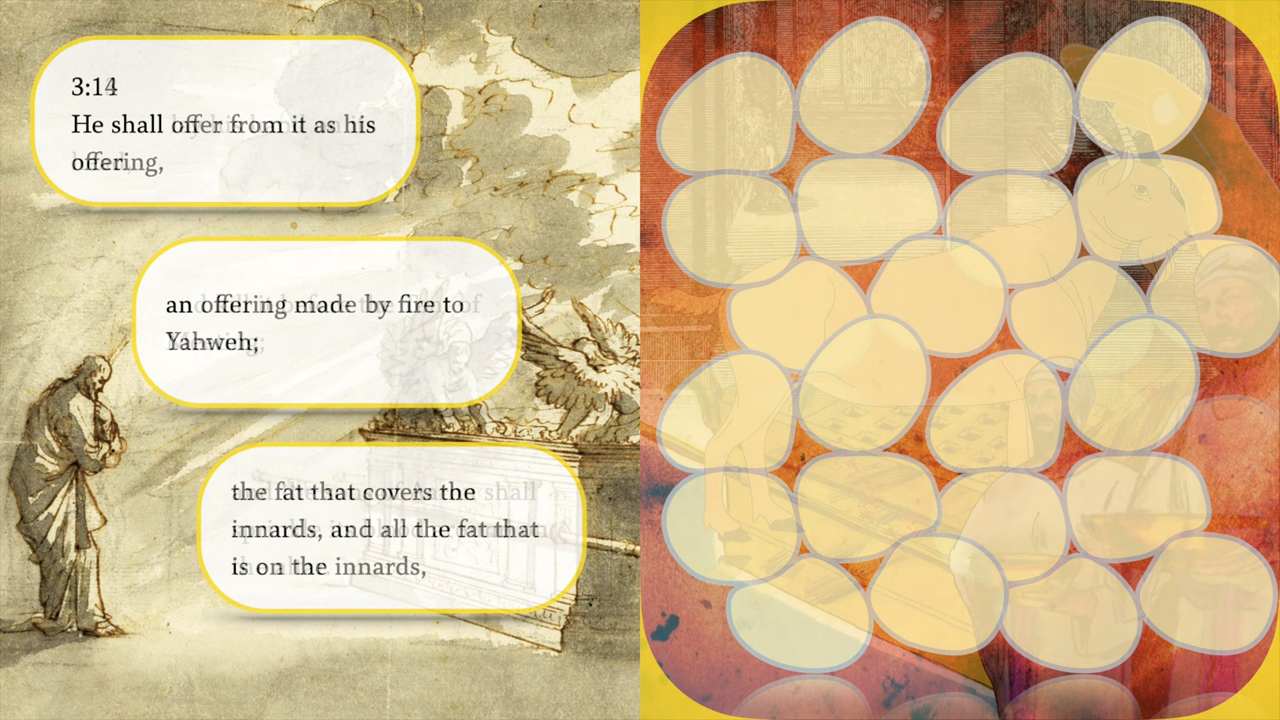 3:14
He shall offer from it as his
offering,
an offering made by fire to
Yahweh;
the fat that covers the
innards, and all the fat that
is on the innards,